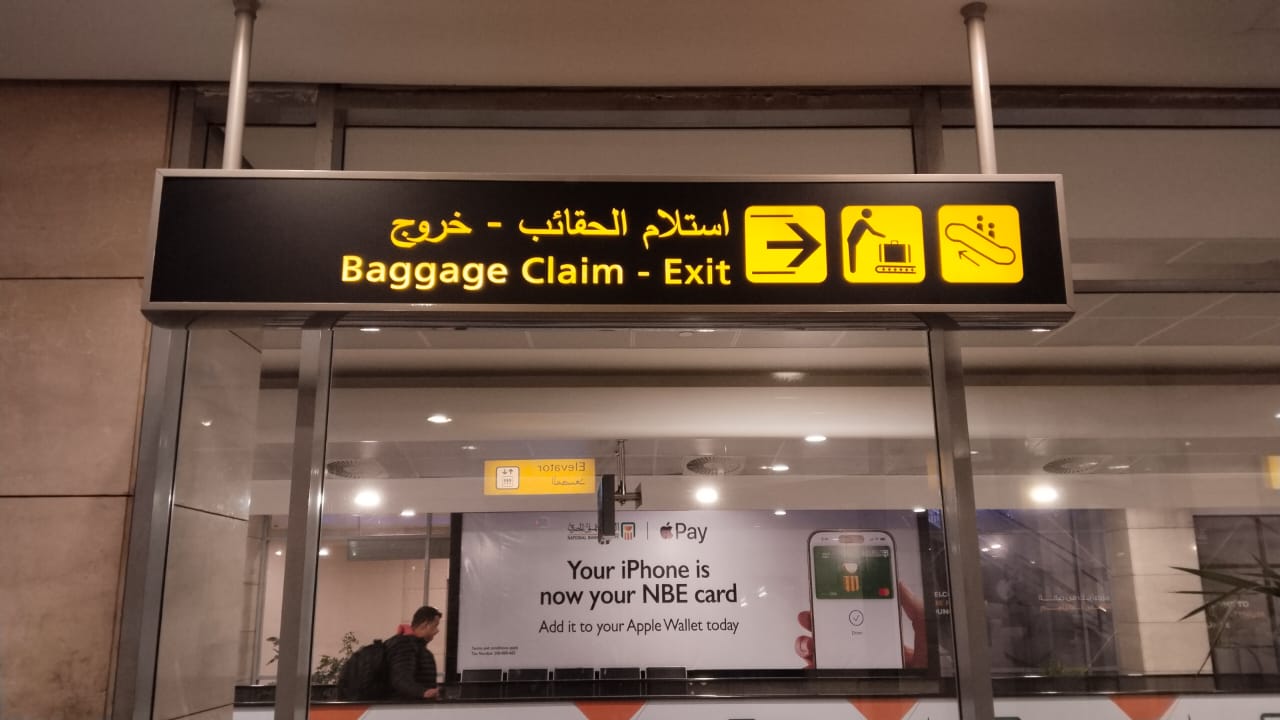 استلام الحقائب - خروج
Baggage Claim - Exit
Elevator
Pay
Your iPhone is
now your NBE card
Add it to your Apple Wallet today